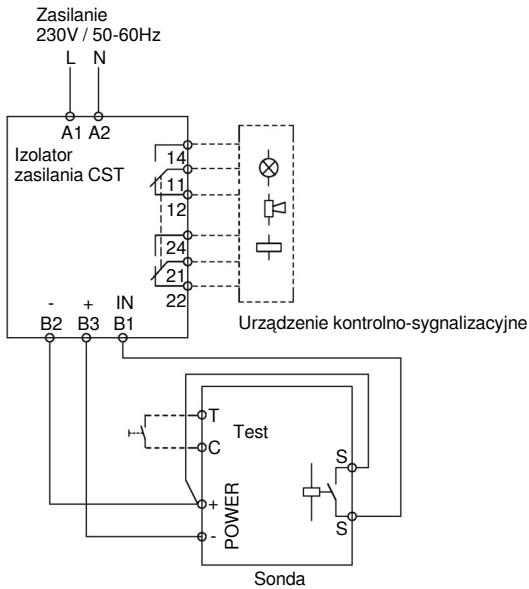 Zasilanie
230V / 50-60Hz
L N
A1 A2
Izolator
zasilania CST
14
11
12
24
21
22
- + IN
B2 B3 B1
Urządzenie kontrolno-sygnalizacyjne
T
Test
C
S
+
POWER
-
S
Sonda